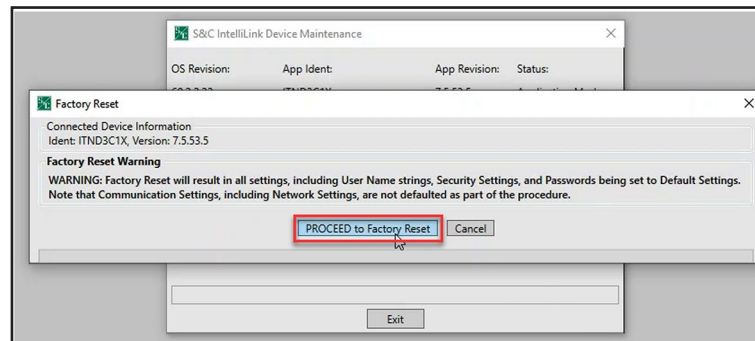 S&C IntelliLink Device Maintenance
OS Revision: App Ident: App Revision: Status:
Factory Reset
Connected Device Information
Ident: ITND3C1X, Version: 7.5.53.5
Factory Reset Warning
WARNING: Factory Reset will result in all settings, including User Name strings, Security Settings, and Passwords being set to Default Settings.
Note that Communication Settings, including Network Settings, are not defaulted as part of the procedure.
PROCEED to Factory Reset Cancel
Exit